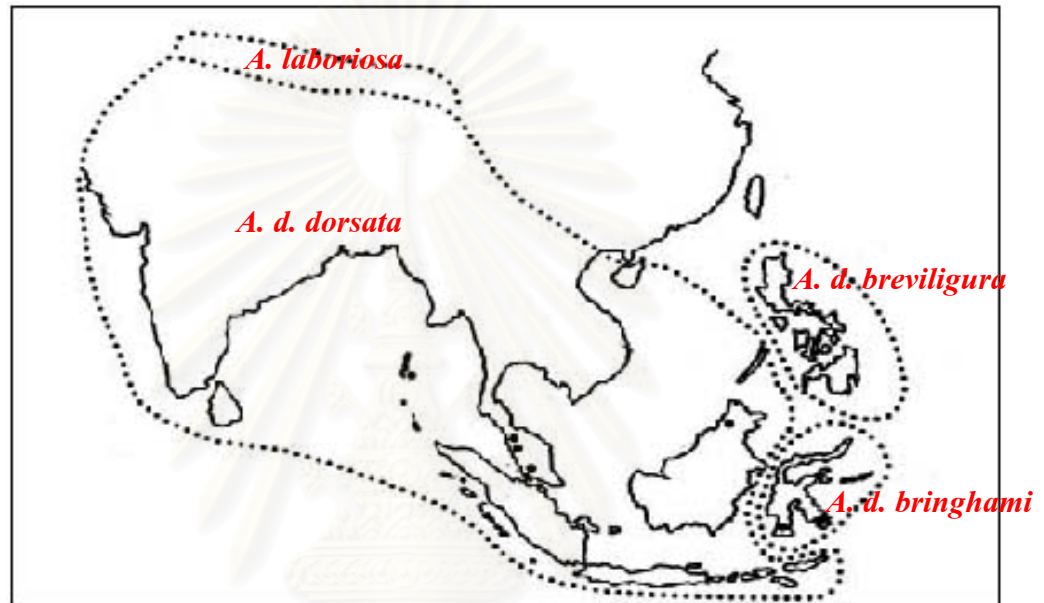 A. laboriosa
A. d. dorsata
A. d. breviligura
A. d. bringhami